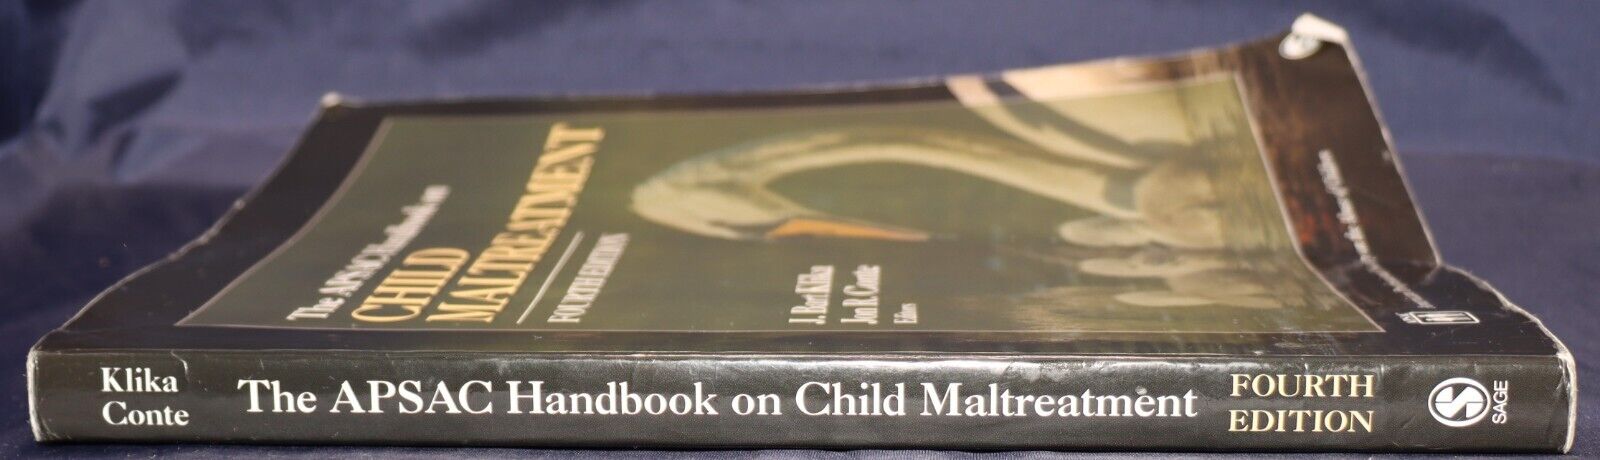 The APSAC Handbook on
CHILD
MALTREATMENT
FOURTH EDITION
J. Bart Klika
Jon R. Conte
Editors
Klika
Conte
The APSAC Handbook on Child Maltreatment
FOURTH
EDITION
SAGE